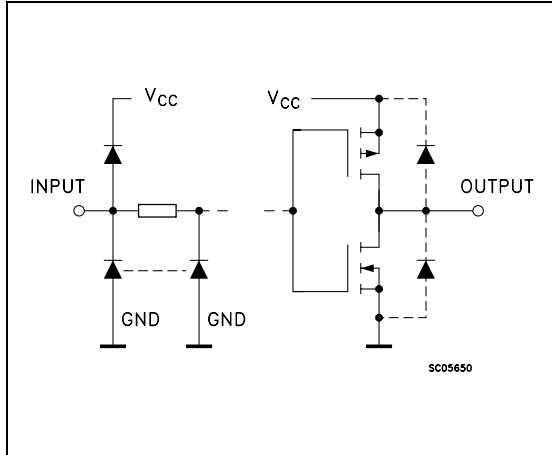 VCC
VCC
INPUT
OUTPUT
GND
GND
SC05650